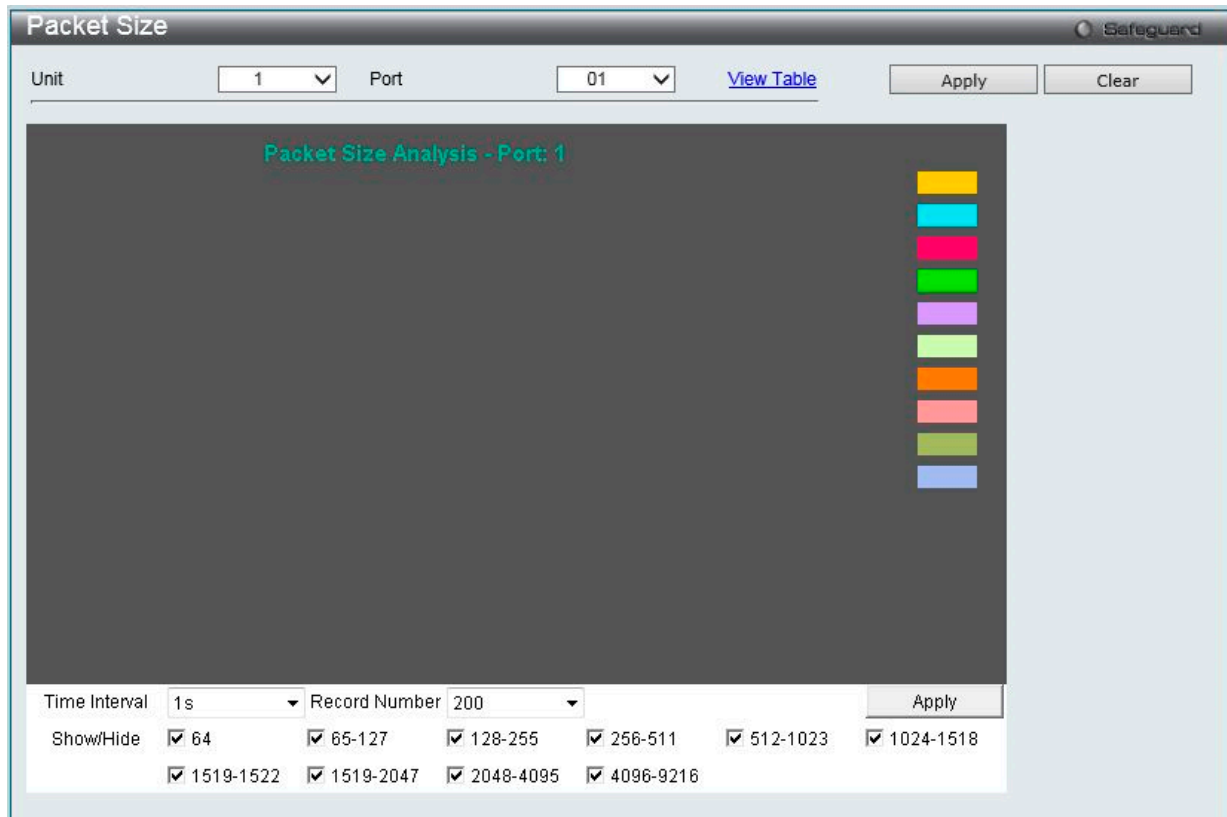 Packet Size
Safeguard
Unit 1 Port 01 View Table Apply Clear
Packet Size Analysis - Port: 1
Time Interval 1s Record Number 200 Apply
Show/Hide 64 65-127 128-255 256-511 512-1023 1024-1518
1519-1522 1519-2047 2048-4095 4096-9216